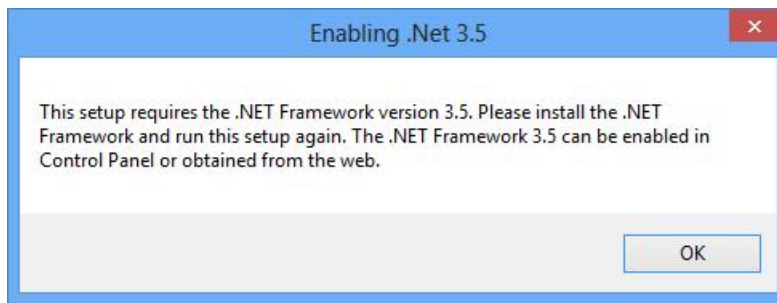 Enabling .Net 3.5
This setup requires the .NET Framework version 3.5. Please install the .NET
Framework and run this setup again. The .NET Framework 3.5 can be enabled in
Control Panel or obtained from the web.
OK